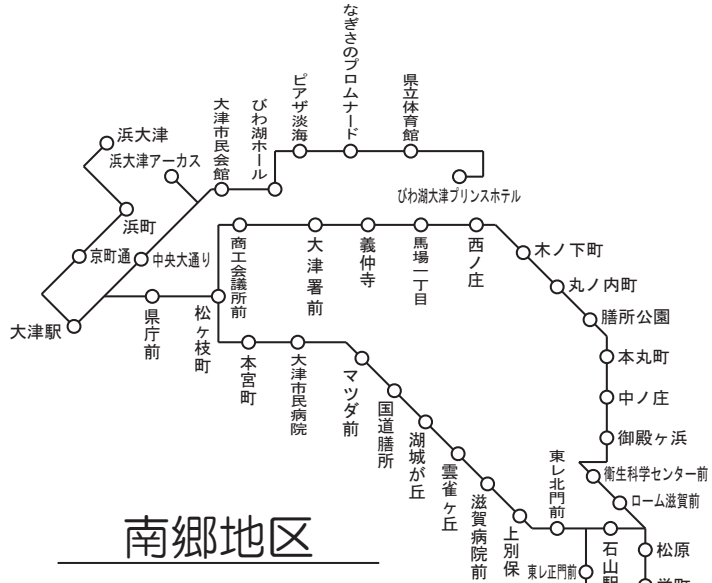 なぎさのプロムナード
ピアザ淡海
県立体育館
大津市民会館
びわ湖ホール
浜大津
浜大津アーカス
びわ湖大津プリンスホテル
浜町
京町通
中央大通り
大津駅
県庁前
松ヶ枝町
商工会議所前
大津署前
義仲寺
馬場一丁目
西ノ庄
木ノ下町
丸ノ内町
膳所公園
本丸町
中ノ庄
御殿ヶ浜
衛生科学センター前
ローム滋賀前
本宮町
大津市民病院
マツダ前
国道膳所
湖城が丘
雲雀ヶ丘
滋賀病院前
上別保
東レ北門前
東レ正門前
石山駅
松原
南郷地区